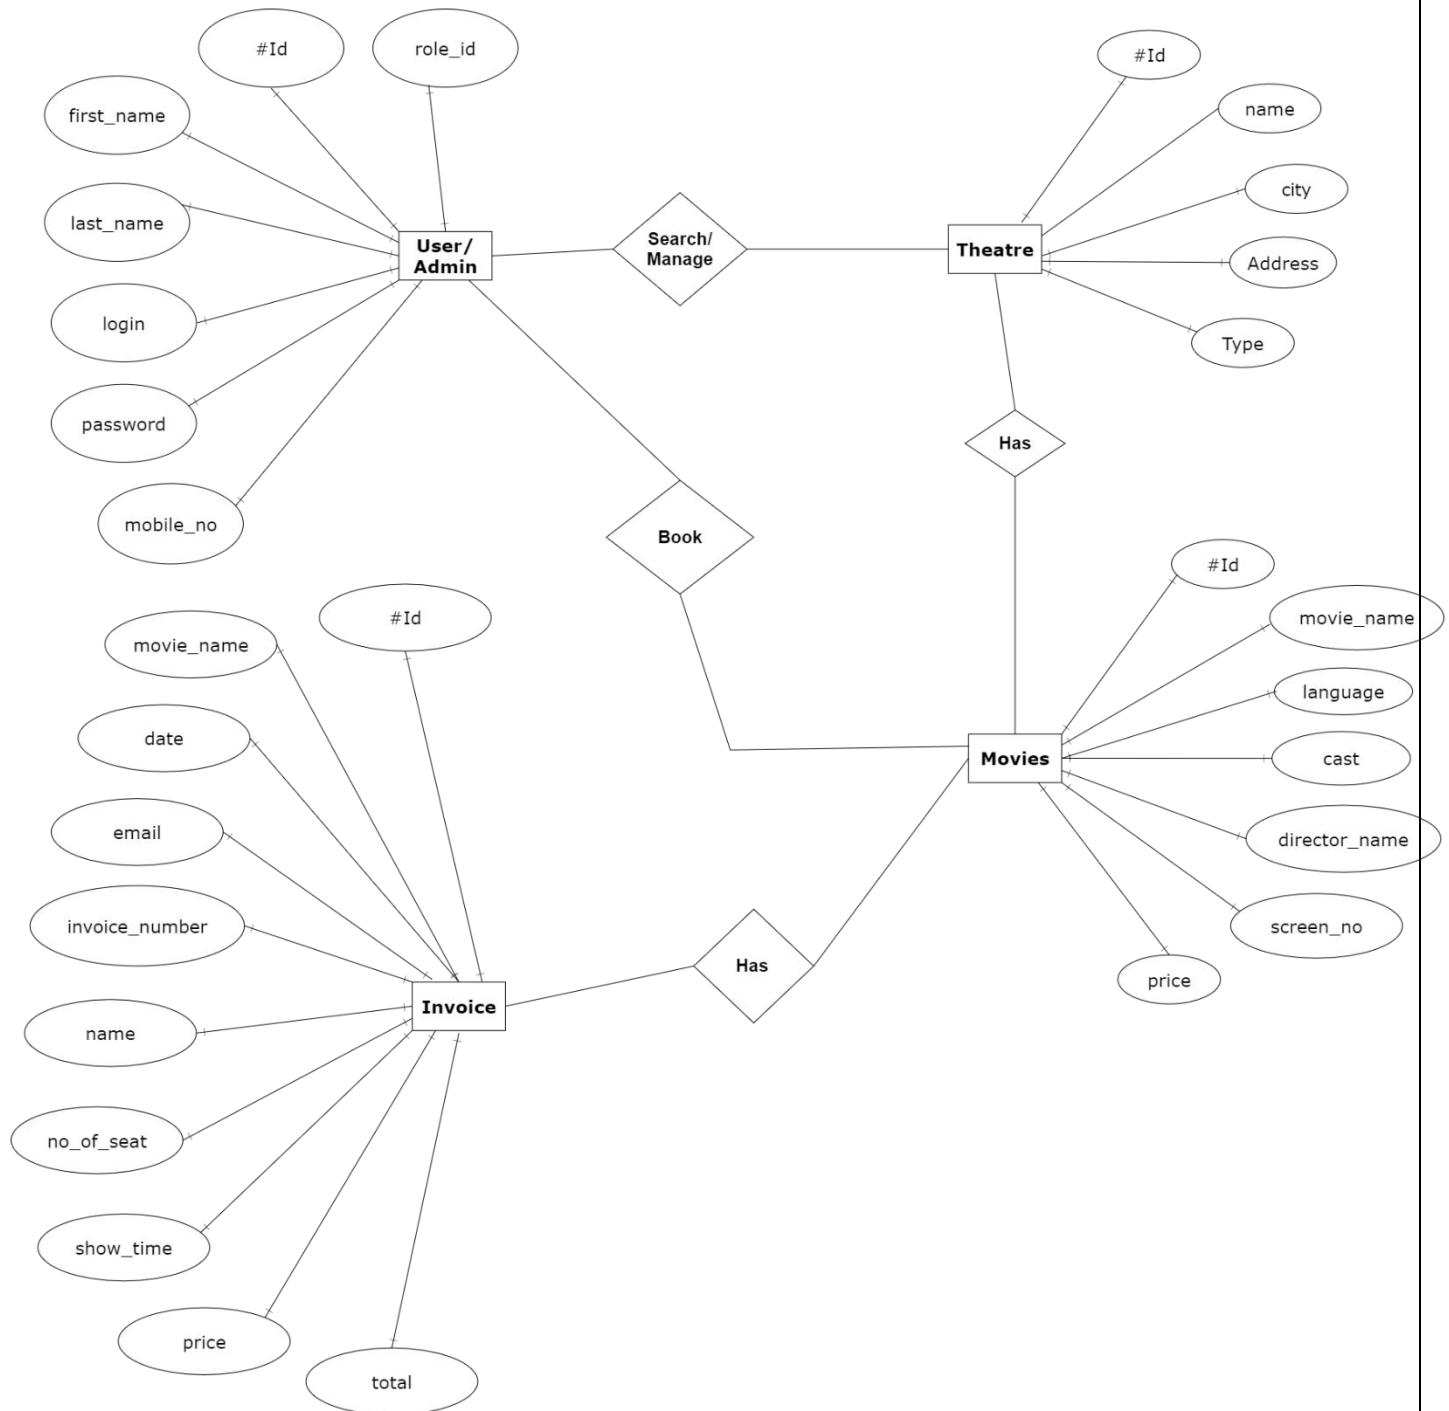 #Id
role_id
first_name
last_name
login
password
mobile_no
User/
Admin
Search/
Manage
Theatre
#Id
name
city
Address
Type
Has
Book
#Id
movie_name
language
cast
director_name
screen_no
price
Movies
#Id
movie_name
date
email
invoice_number
name
no_of_seat
show_time
price
total
Invoice
Has